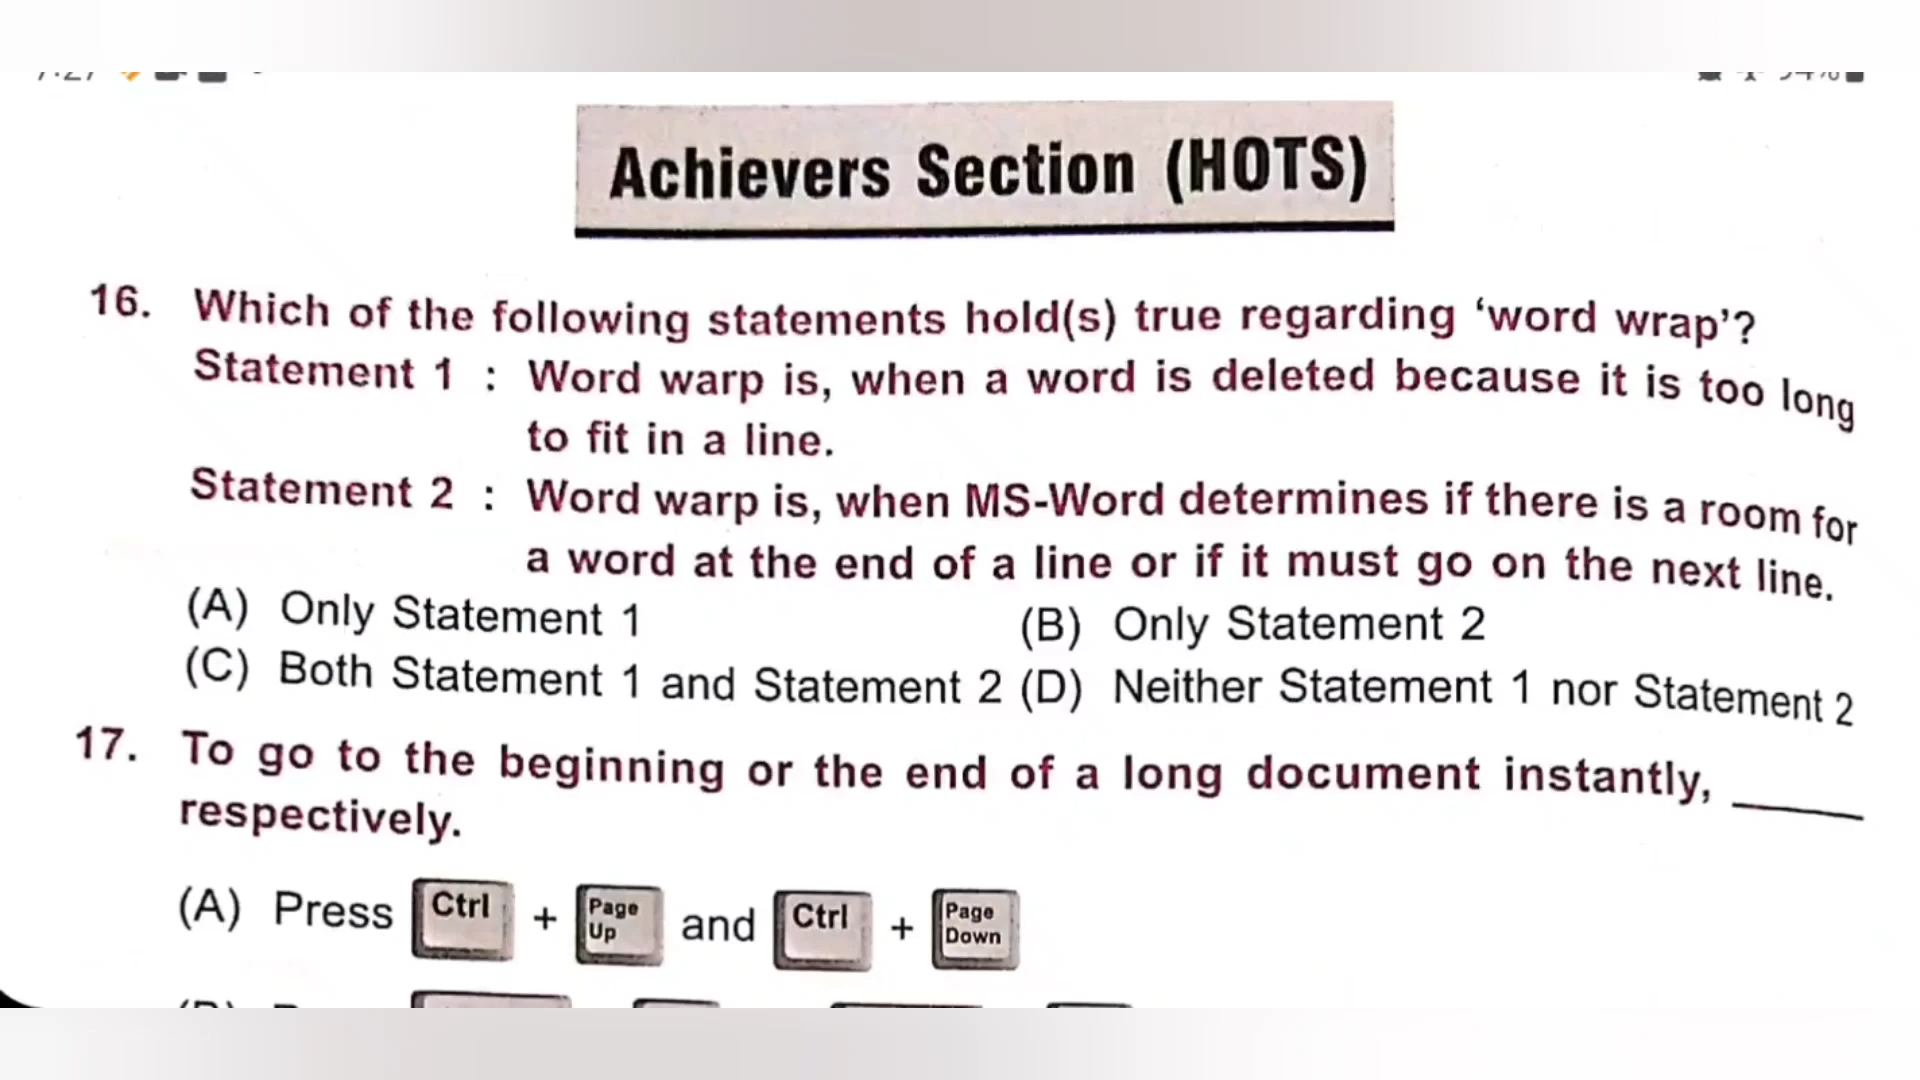 Achievers Section (HOTS)
16. Which of the following statements hold(s) true regarding ‘word wrap’?
Statement 1 : Word warp is, when a word is deleted because it is too long
to fit in a line.
Statement 2 : Word warp is, when MS-Word determines if there is a room for
a word at the end of a line or if it must go on the next line.
(A) Only Statement 1 (B) Only Statement 2
(C) Both Statement 1 and Statement 2 (D) Neither Statement 1 nor Statement 2
17. To go to the beginning or the end of a long document instantly, ______
respectively.
(A) Press Ctrl + Page Up and Ctrl + Page Down